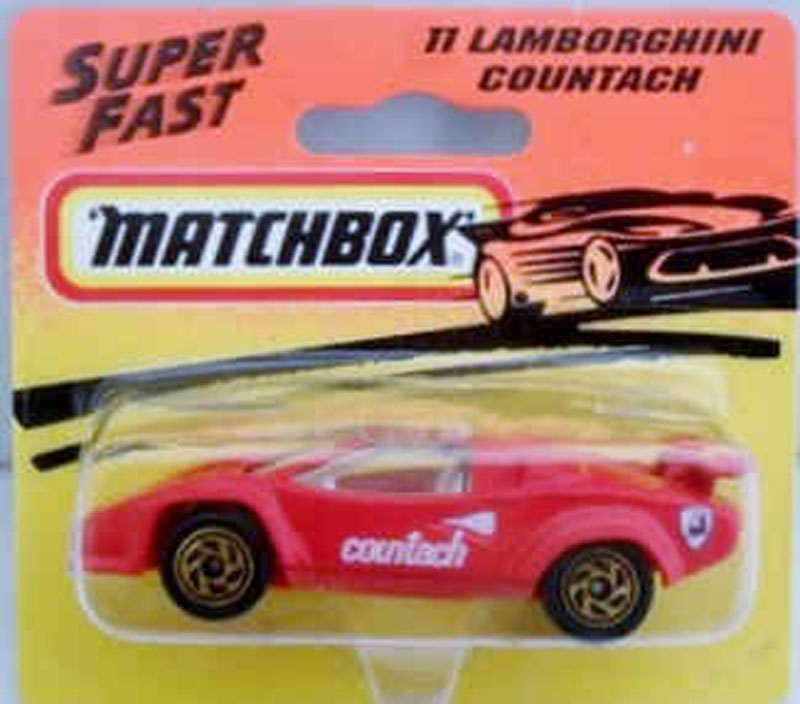 SUPER
FAST
11 LAMBORGHINI
COUNTACH
"MATCHBOX"
countach